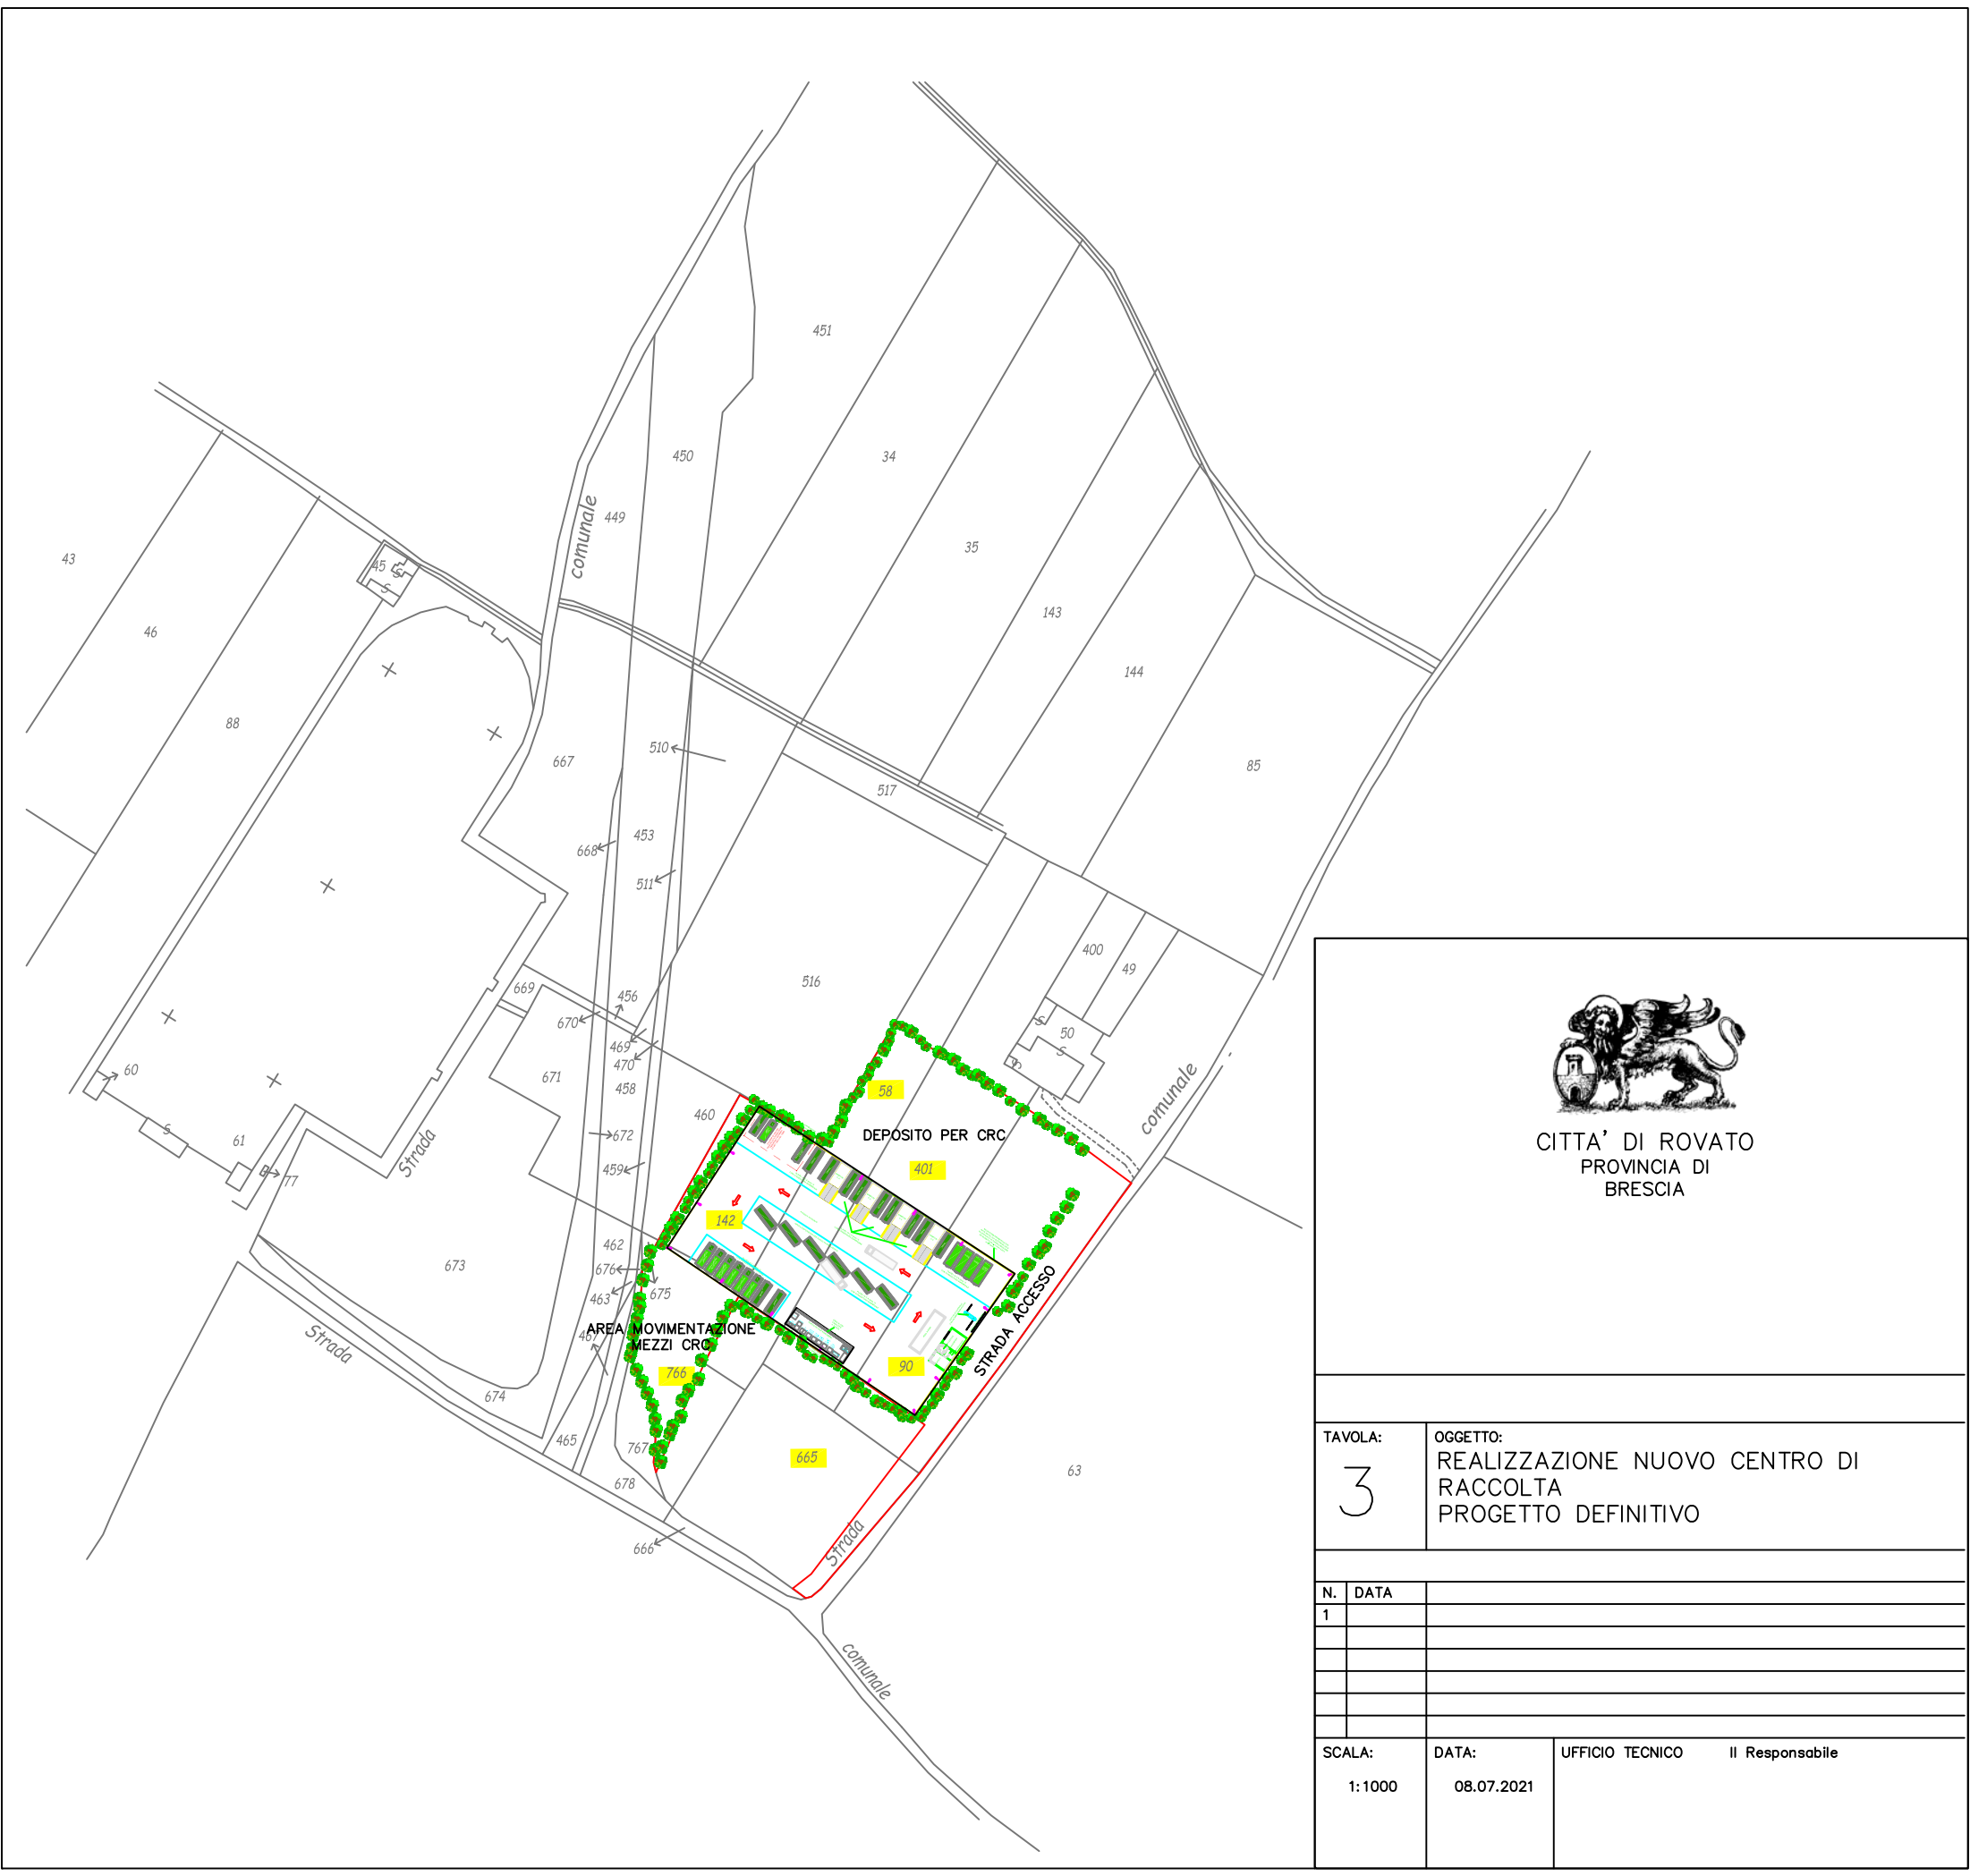 451
450
34
449
comunale
35
43
45
S
S
143
46
144
88
510
667
85
517
453
668
511
400
49
516
669
456
670
50
S
S
S
469
470
60
671
458
58
comunale
460
S
61
DEPOSITO PER CRC
672
Strada
459
401
77
142
462
673
676
463
675
STRADA ACCESSO
467
AREA MOVIMENTAZIONE
MEZZI CRC
Strada
90
766
674
465
767
665
63
678
Strada
666
comunale
CITTA' DI ROVATO
PROVINCIA DI
BRESCIA
TAVOLA:
3
OGGETTO:
REALIZZAZIONE NUOVO CENTRO DI
RACCOLTA
PROGETTO DEFINITIVO
N. DATA
1
SCALA:
1:1000
DATA:
08.07.2021
UFFICIO TECNICO Il Responsabile